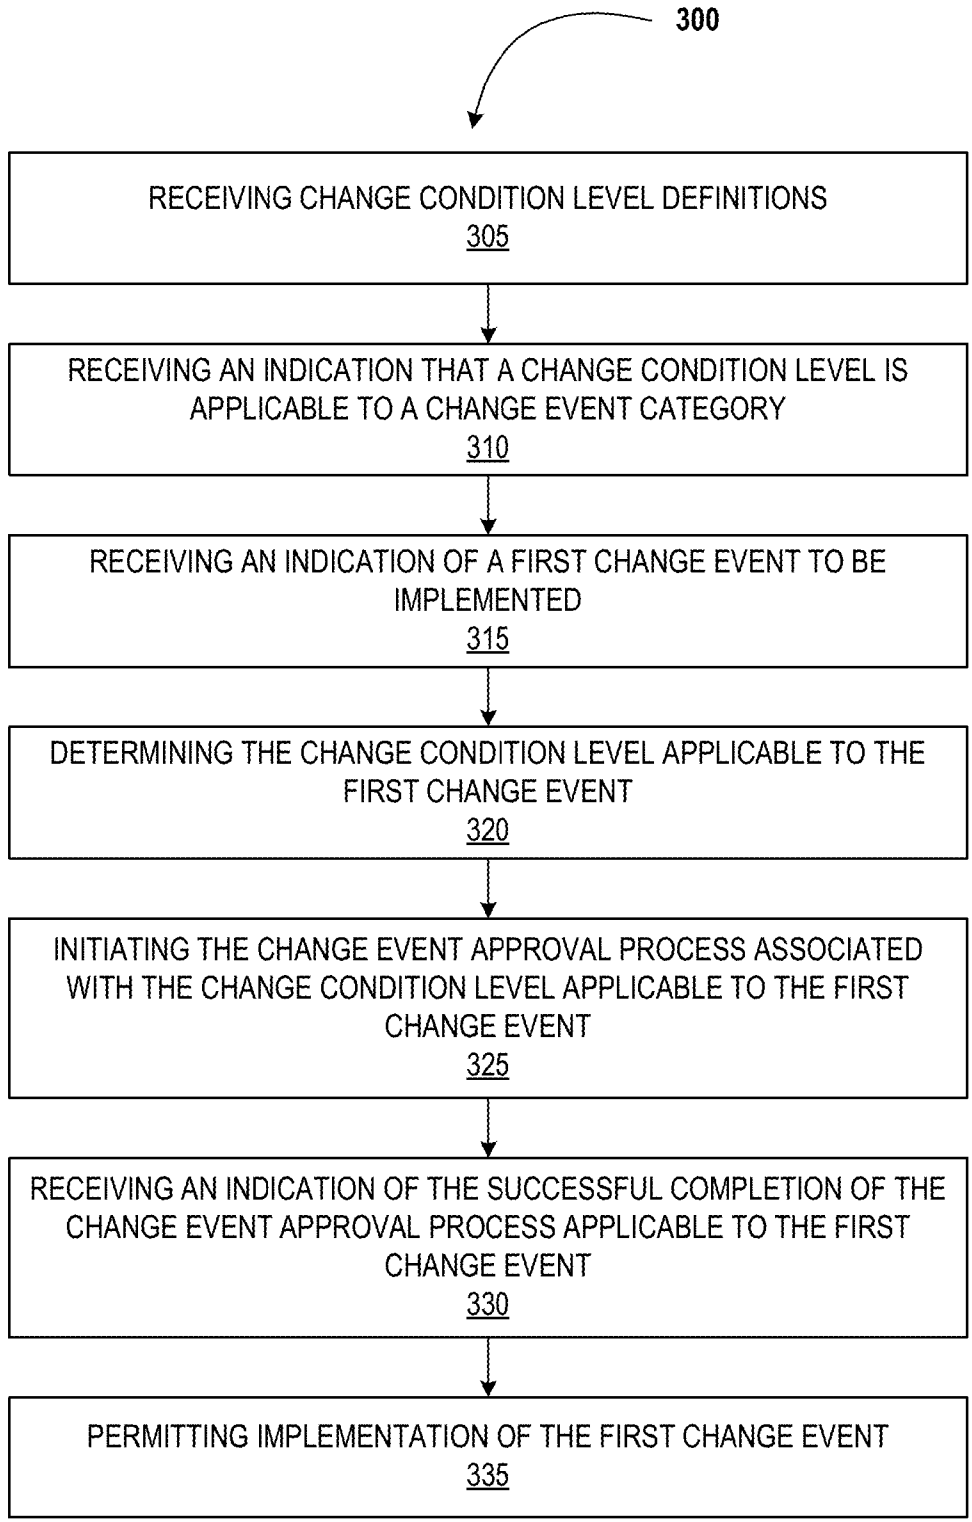 300
RECEIVING CHANGE CONDITION LEVEL DEFINITIONS
305
RECEIVING AN INDICATION THAT A CHANGE CONDITION LEVEL IS
APPLICABLE TO A CHANGE EVENT CATEGORY
310
RECEIVING AN INDICATION OF A FIRST CHANGE EVENT TO BE
IMPLEMENTED
315
DETERMINING THE CHANGE CONDITION LEVEL APPLICABLE TO THE
FIRST CHANGE EVENT
320
INITIATING THE CHANGE EVENT APPROVAL PROCESS ASSOCIATED
WITH THE CHANGE CONDITION LEVEL APPLICABLE TO THE FIRST
CHANGE EVENT
325
RECEIVING AN INDICATION OF THE SUCCESSFUL COMPLETION OF THE
CHANGE EVENT APPROVAL PROCESS APPLICABLE TO THE FIRST
CHANGE EVENT
330
PERMITTING IMPLEMENTATION OF THE FIRST CHANGE EVENT
335